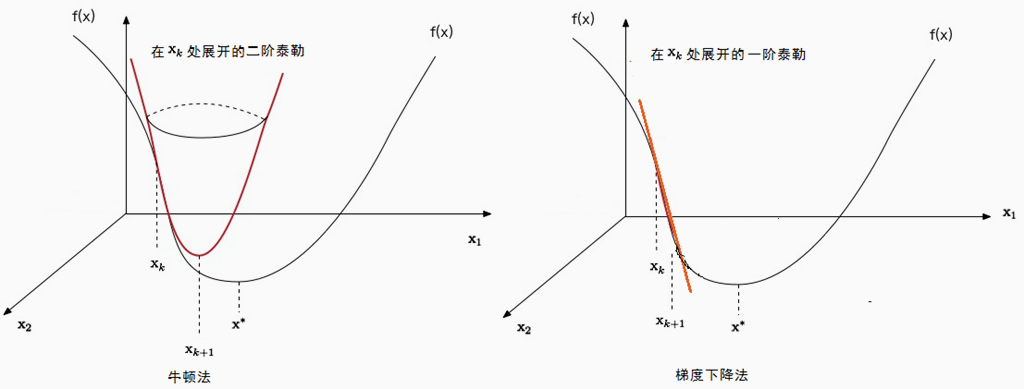 f(x)
f(x)
在 x_k 处展开的二阶泰勒
x_1
x_k
x_2
x*
x_{k+1}
牛顿法
f(x)
f(x)
在 x_k 处展开的一阶泰勒
x_1
x_k
x_{k+1}
x_2
x*
梯度下降法